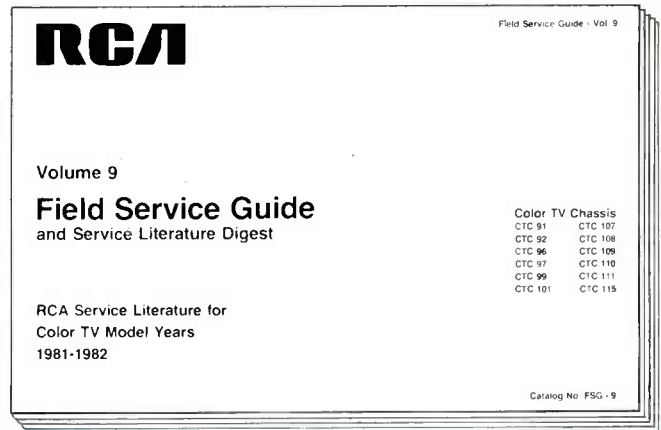 Field Service Guide - Vol. 9
RCA
Volume 9
Field Service Guide
and Service Literature Digest
Color TV Chassis
CTC 91 CTC 107
CTC 92 CTC 108
CTC 96 CTC 109
CTC 97 CTC 110
CTC 99 CTC 111
CTC 101 CTC 115
RCA Service Literature for
Color TV Model Years
1981-1982
Catalog No. FSG - 9